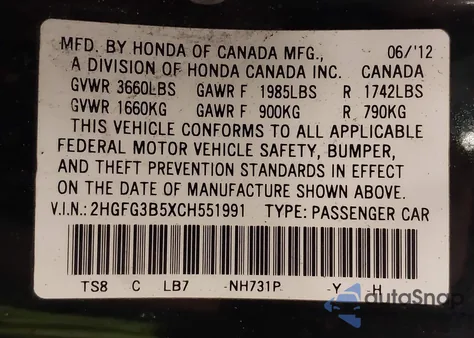 MFD. BY HONDA OF CANADA MFG., 06/'12
A DIVISION OF HONDA CANADA INC. CANADA
GVWR 3660LBS GAWR F 1985LBS R 1742LBS
GVWR 1660KG GAWR F 900KG R 790KG
THIS VEHICLE CONFORMS TO ALL APPLICABLE
FEDERAL MOTOR VEHICLE SAFETY, BUMPER,
AND THEFT PREVENTION STANDARDS IN EFFECT
ON THE DATE OF MANUFACTURE SHOWN ABOVE.
V.I.N.: 2HGFG3B5XCH551991 TYPE: PASSENGER CAR
TS8 C LB7 -NH731P -Y -H
autoSnap